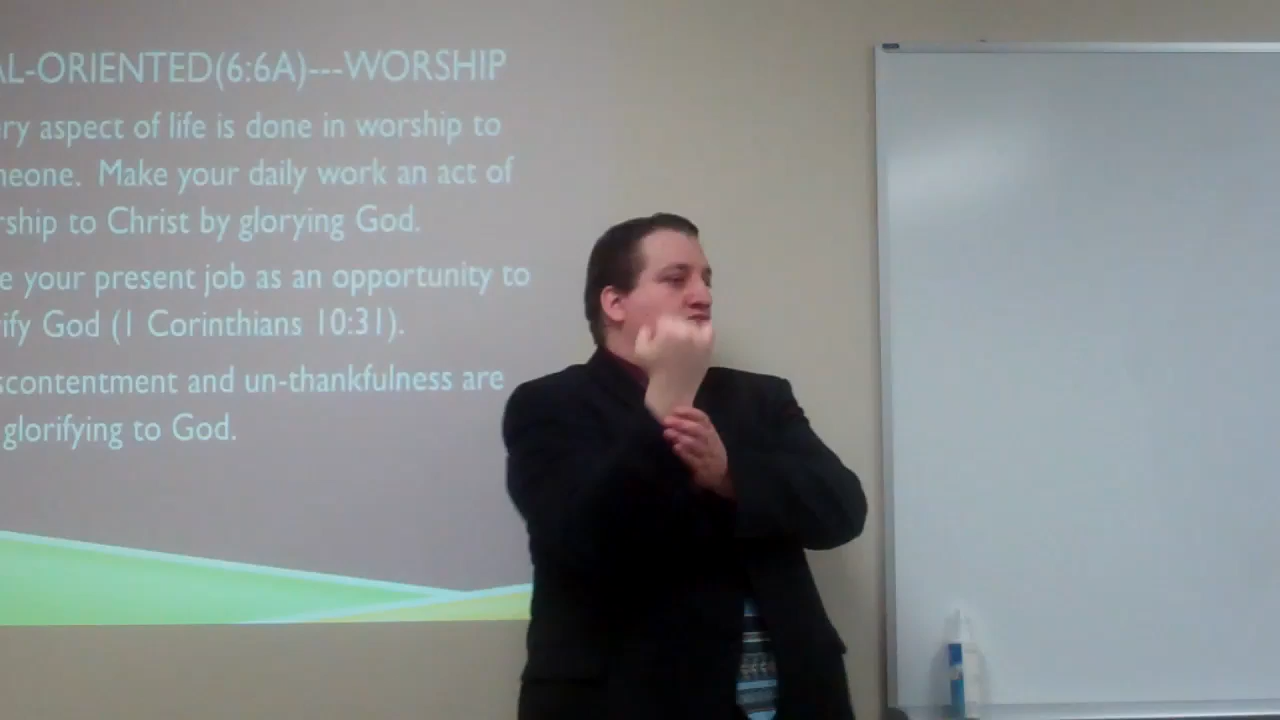 AL-ORIENTED(6:6A)---WORSHIP
ery aspect of life is done in worship to
neone. Make your daily work an act of
rship to Christ by glorying God.
e your present job as an opportunity to
ify God (1 Corinthians 10:31).
scontentment and un-thankfulness are
glorifying to God.